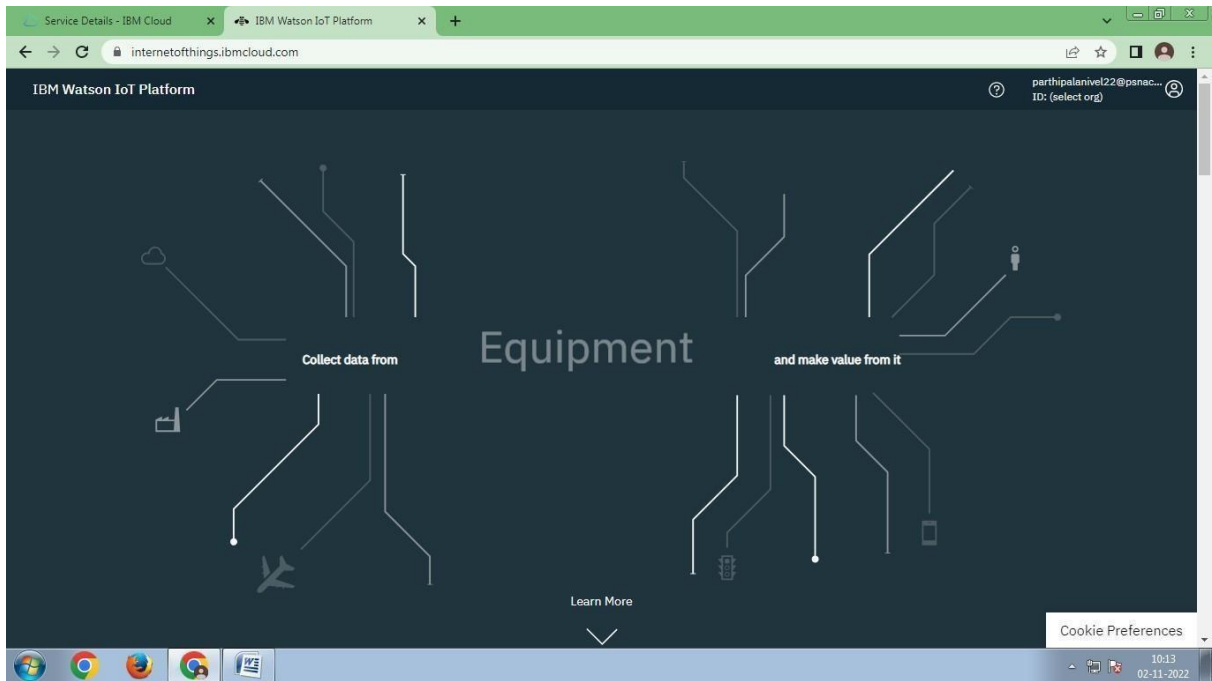 Service Details - IBM Cloud
IBM Watson IoT Platform
internetofthings.ibmcloud.com
IBM Watson IoT Platform
parthipalanivel22@psnac...
ID: (select org)
Collect data from
Equipment
and make value from it
Learn More
Cookie Preferences
10:13
02-11-2022